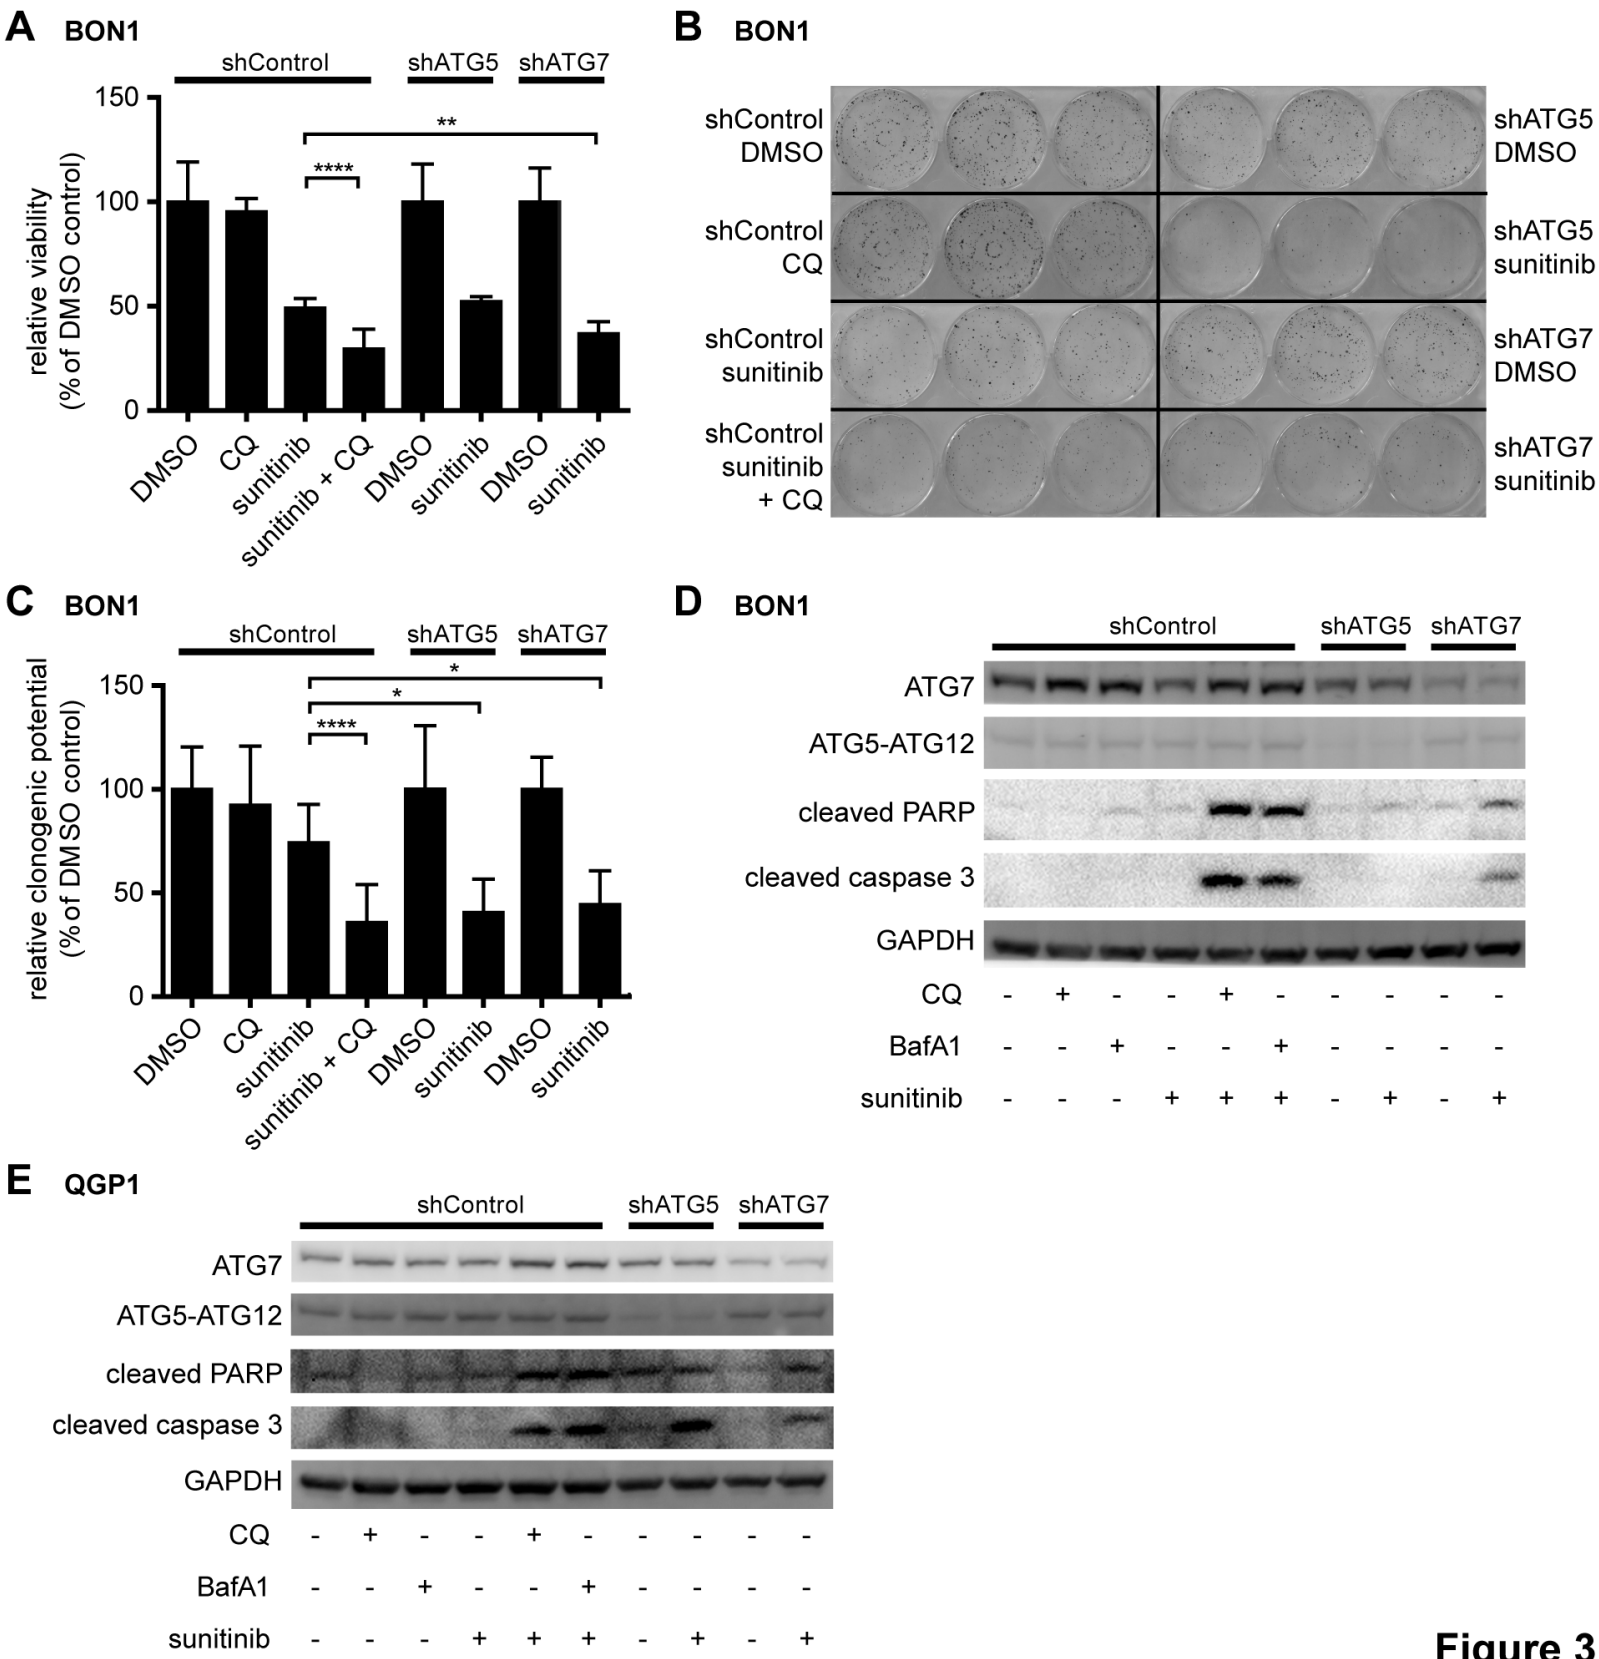 A BON1
shControl shATG5 shATG7
150
100
50
0
relative viability
(% of DMSO control)
**
****
DMSO
CQ
sunitinib
sunitinib + CQ
DMSO
sunitinib
DMSO
sunitinib
B BON1
shControl
DMSO
shControl
CQ
shControl
sunitinib
shControl
sunitinib
+ CQ
shATG5
DMSO
shATG5
sunitinib
shATG7
DMSO
shATG7
sunitinib
C BON1
shControl shATG5 shATG7
150
100
50
0
relative clonogenic potential
(% of DMSO control)
*
*
****
DMSO
CQ
sunitinib
sunitinib + CQ
DMSO
sunitinib
DMSO
sunitinib
D BON1
shControl shATG5 shATG7
ATG7
ATG5-ATG12
cleaved PARP
cleaved caspase 3
GAPDH
CQ - + - - + - - - - -
BafA1 - - + - - + - - - -
sunitinib - - - + + + - + - +
E QGP1
shControl shATG5 shATG7
ATG7
ATG5-ATG12
cleaved PARP
cleaved caspase 3
GAPDH
CQ - + - - + - - - - -
BafA1 - - + - - + - - - -
sunitinib - - - + + + - + - +
Figure 3